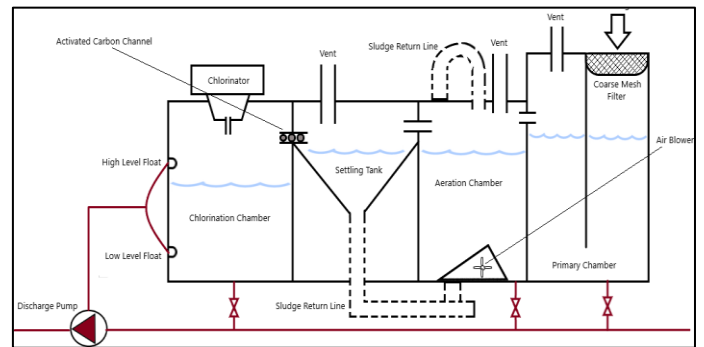 Activated Carbon Channel
Sludge Return Line
Vent
Vent
Vent
Chlorinator
Coarse Mesh
Filter
Air Blower
High Level Float
Settling Tank
Aeration Chamber
Chlorination Chamber
Low Level Float
Primary Chamber
Discharge Pump
Sludge Return Line